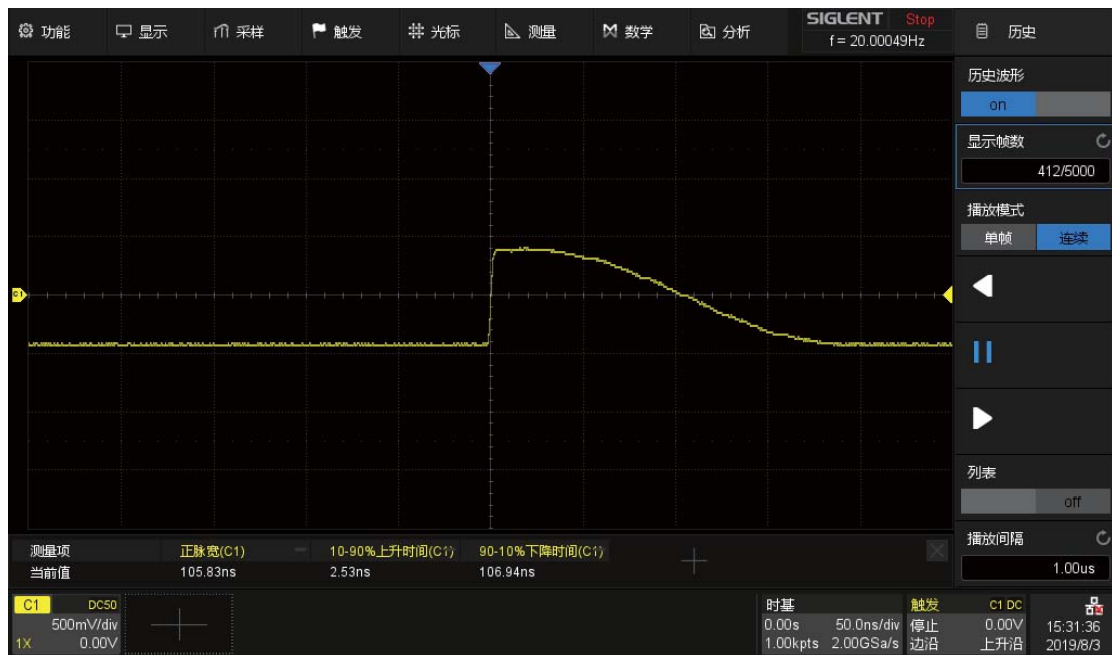 功能 显示 采样 触发 光标 测量 数学 分析
SIGLENT Stop
f = 20.00049Hz
历史
历史波形
on
显示帧数
412/5000
播放模式
单帧 连续
列表
off
播放间隔
1.00us
C1
测量项 正脉宽(C1) 10-90%上升时间(C1) 90-10%下降时间(C1)
当前值 105.83ns 2.53ns 106.94ns
C1 DC50
500mV/div
1X 0.00V
时基
0.00s 50.0ns/div
1.00kpts 2.00GSa/s
触发 C1 DC
停止 0.00V
边沿 上升沿
15:31:36
2019/8/3